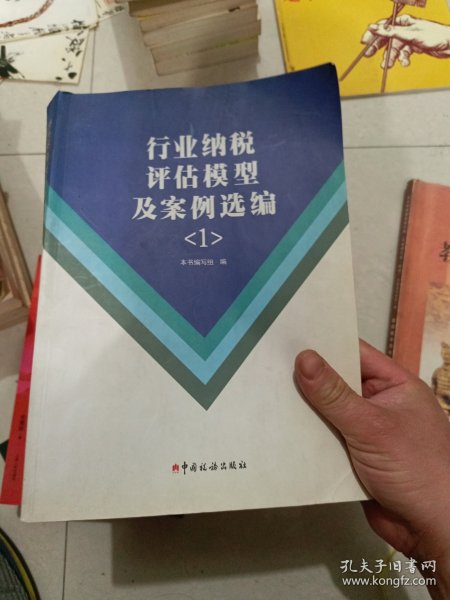 行业纳税
评估模型
及案例选编
<1>
本书编写组 编
中国税务出版社
孔夫子旧书网
www.kongfz.com